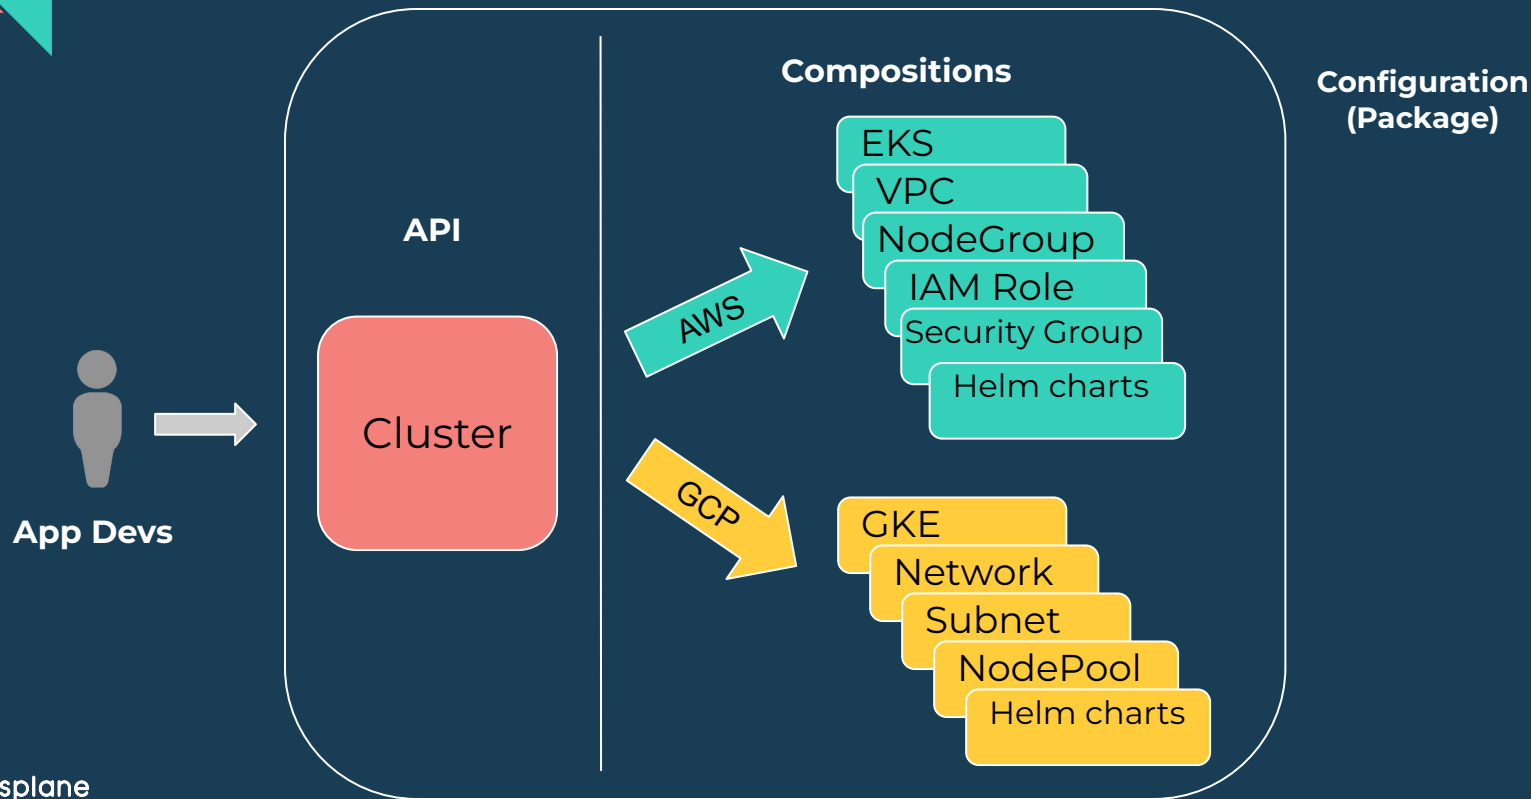 Compositions
Configuration
(Package)
API
Cluster
App Devs
AWS
EKS
VPC
NodeGroup
IAM Role
Security Group
Helm charts
GCP
GKE
Network
Subnet
NodePool
Helm charts
splane